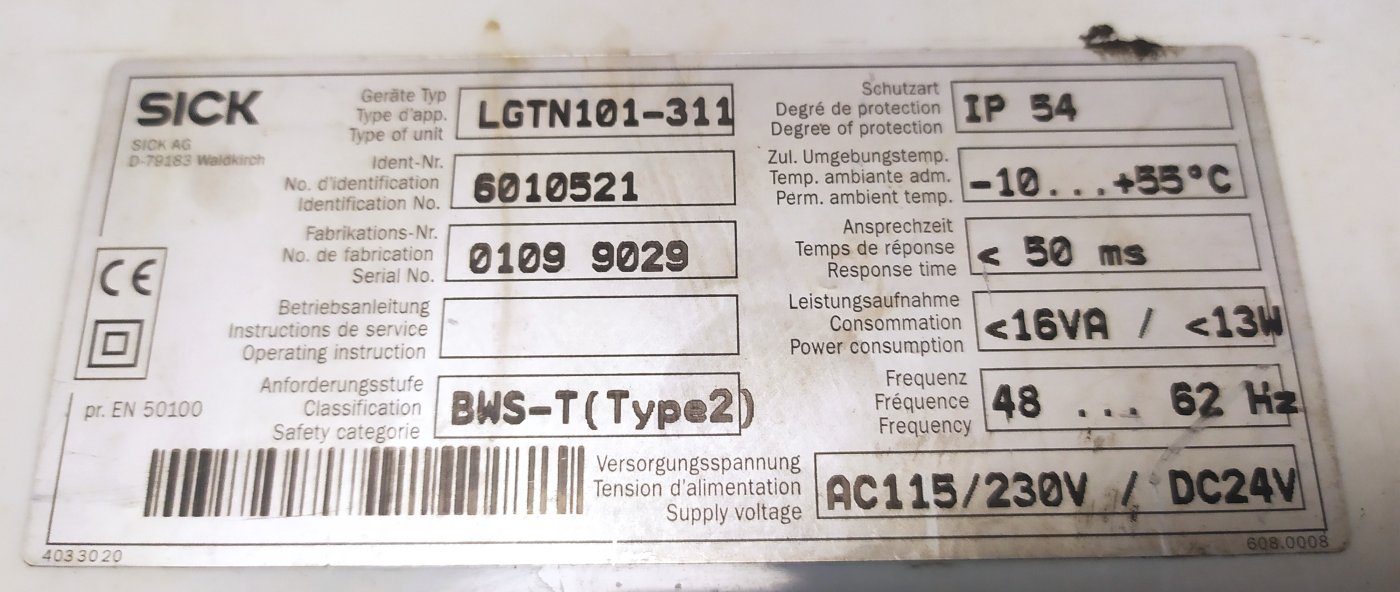 SICK
SICK AG
D-79183 Waldkirch
Geräte Typ
Type d'app.
Type of unit
LGTN101-311
Ident-Nr.
No. d'identification
Identification No.
6010521
Fabrikations-Nr.
No. de fabrication
Serial No.
0109 9029
Betriebsanleitung
Instructions de service
Operating instruction
Anforderungsstufe
Classification
Safety categorie
BWS-T(Type2)
CE
pr. EN 50100
Schutzart
Degré de protection
Degree of protection
IP 54
Zul. Umgebungstemp.
Temp. ambiante adm.
Perm. ambient temp.
-10...+55°C
Ansprechzeit
Temps de réponse
Response time
< 50 ms
Leistungsaufnahme
Consommation
Power consumption
<16VA / <13W
Frequenz
Fréquence
Frequency
48 ... 62 Hz
Versorgungsspannung
Tension d'alimentation
Supply voltage
AC115/230V / DC24V
4033020
608.0008